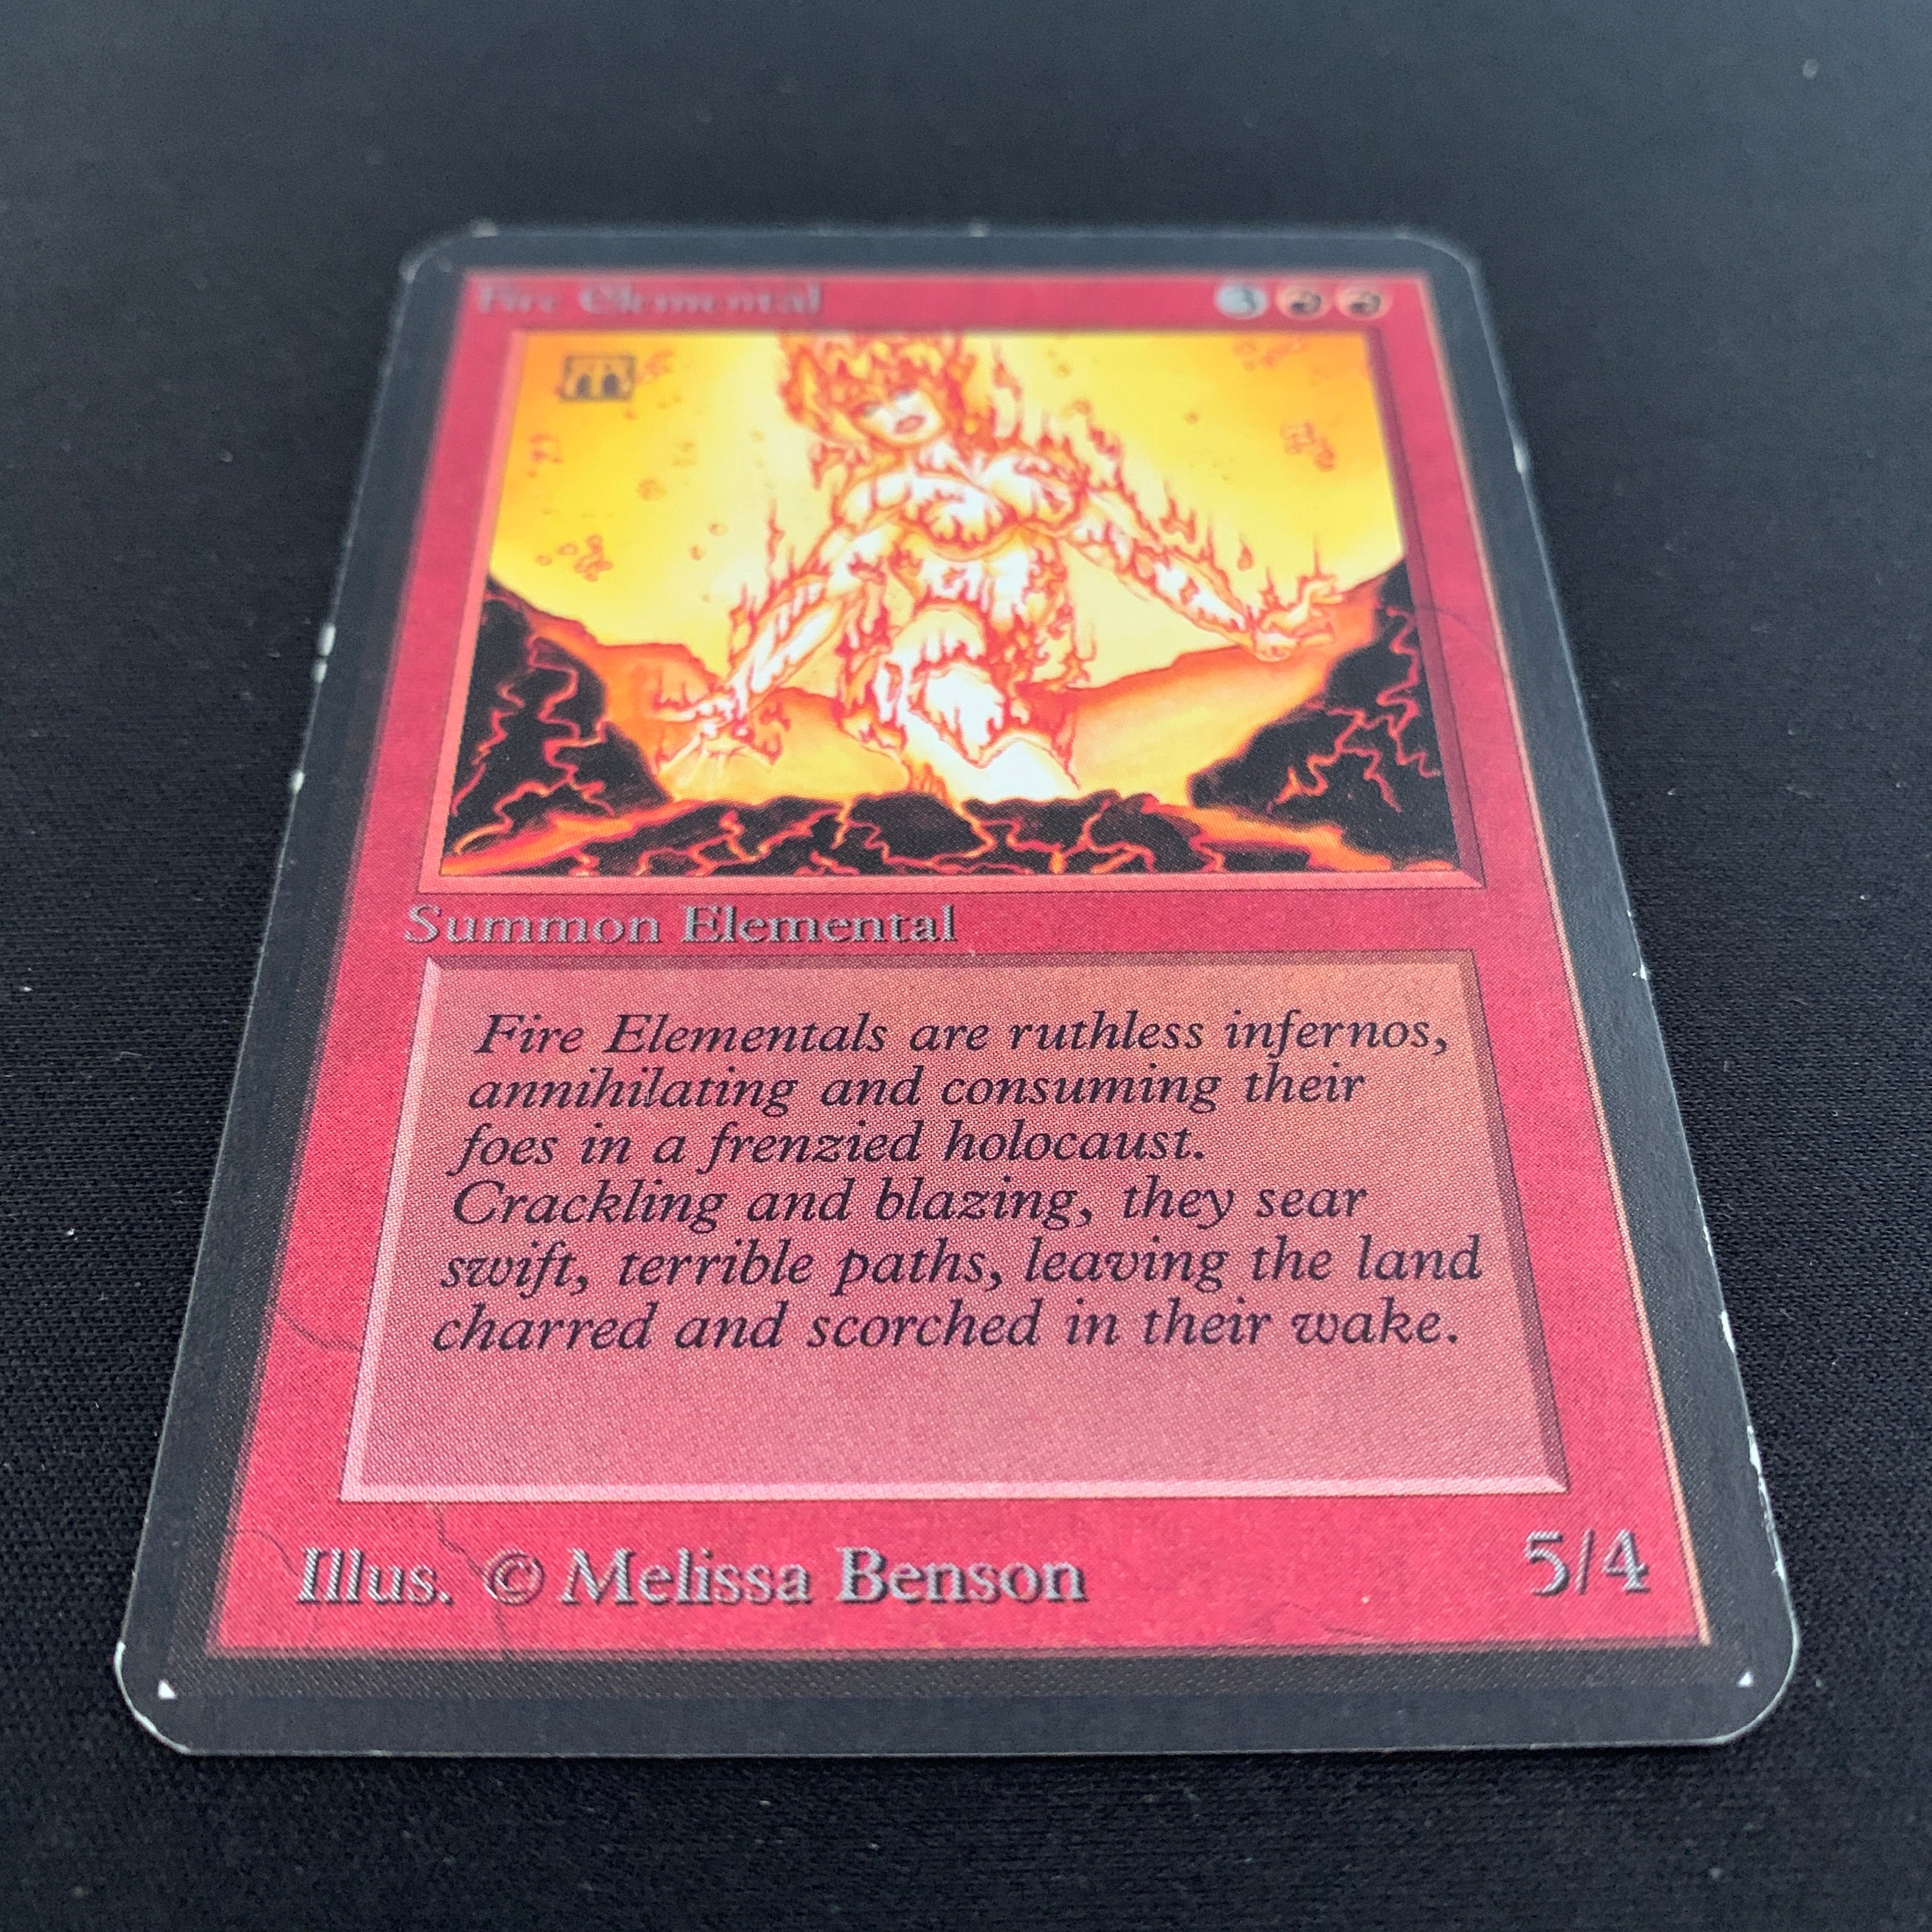 Fire Elemental 3
Summon Elemental
Fire Elementals are ruthless infernos,
annihilating and consuming their
foes in a frenzied holocaust.
Crackling and blazing, they sear
swift, terrible paths, leaving the land
charred and scorched in their wake.
Illus. © Melissa Benson 5/4